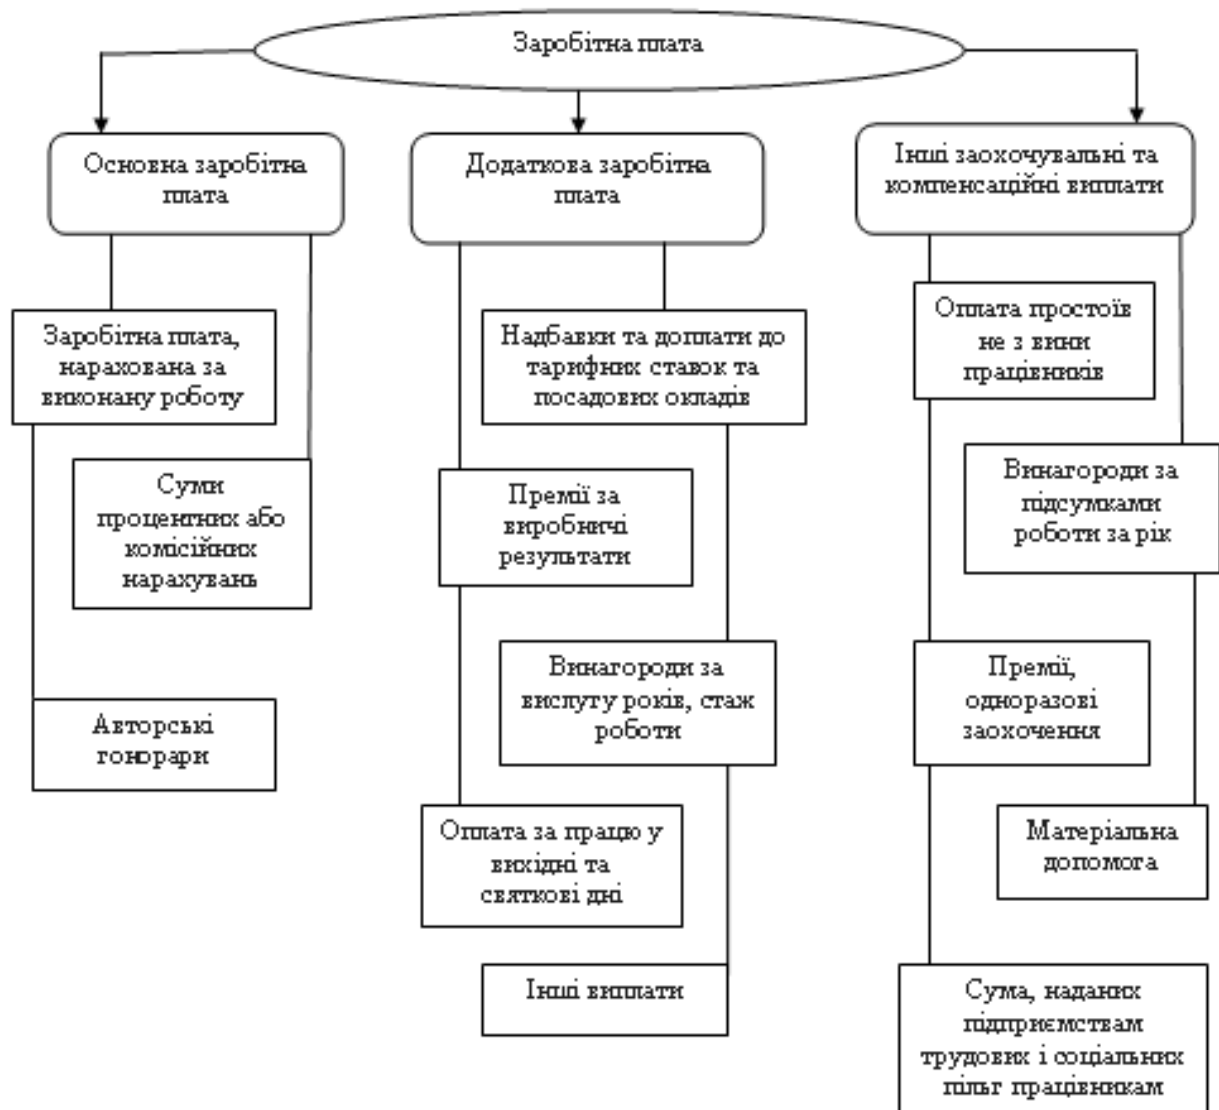 Заробітна плата
Основна заробітна
плата
Додаткова заробітна
плата
Інші заохочувальні та
компенсаційні виплати
Заробітна плата,
нарахована за
виконану роботу
Суми
процентних або
комісійних
нарахувань
Авторські
гонорари
Надбавки та доплати до
тарифних ставок та
посадових окладів
Премії за
виробничі
результати
Винагороди за
вислугу років, стаж
роботи
Оплата за працю у
вихідні та
святкові дні
Інші виплати
Оплата простоїв
не з вини
працівників
Винагороди за
підсумками
роботи за рік
Премії,
одноразові
заохочення
Матеріальна
допомога
Сума, наданих
підприємствам
трудових і соціальних
пільг працівникам